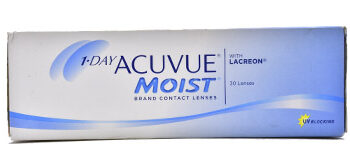 1·DAY ACUVUE® WITH LACREON®
MOIST®
BRAND CONTACT LENSES
30 Lenses
UV BLOCKING